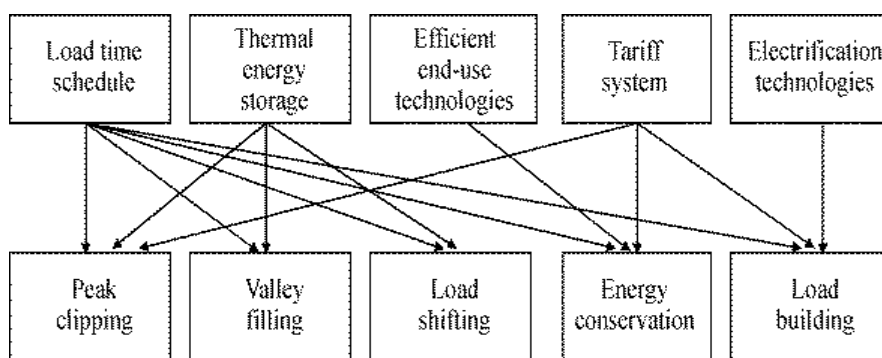 Load time
schedule
Thermal
energy
storage
Efficient
end-use
technologies
Tariff
system
Electrification
technologies
Peak
clipping
Valley
filling
Load
shifting
Energy
conservation
Load
building